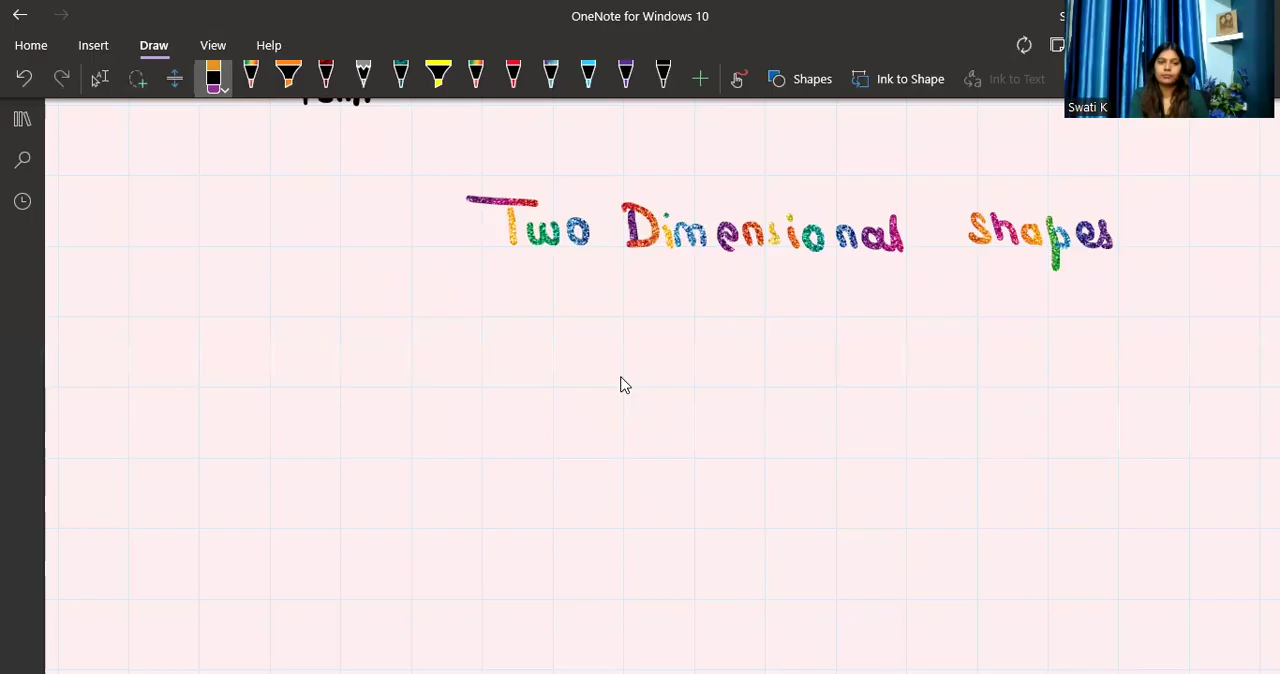 OneNote for Windows 10
Home Insert Draw View Help
Shapes Ink to Shape Ink to Text
Swati K
Two Dimensional shapes